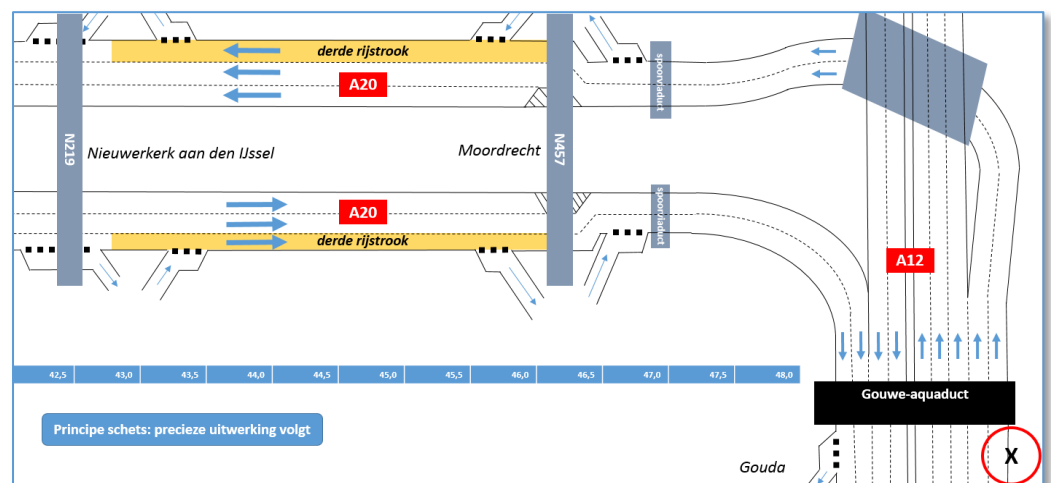 derde rijstrook
A20
spoorviaduct
N219
Nieuwerkerk aan den IJssel
Moordrecht
N457
A20
derde rijstrook
spoorviaduct
A12
42,5 43,0 43,5 44,0 44,5 45,0 45,5 46,0 46,5 47,0 47,5 48,0
Gouwe-aquaduct
Principe schets: precieze uitwerking volgt
Gouda
X